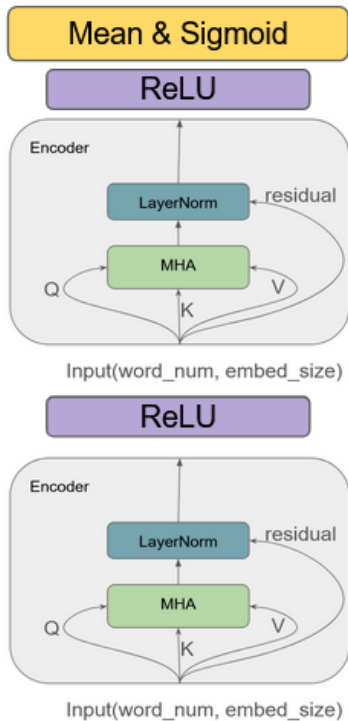 Mean & Sigmoid
ReLU
Encoder
residual
LayerNorm
MHA
Q
V
K
Input(word_num, embed_size)
ReLU
Encoder
residual
LayerNorm
MHA
Q
V
K
Input(word_num, embed_size)